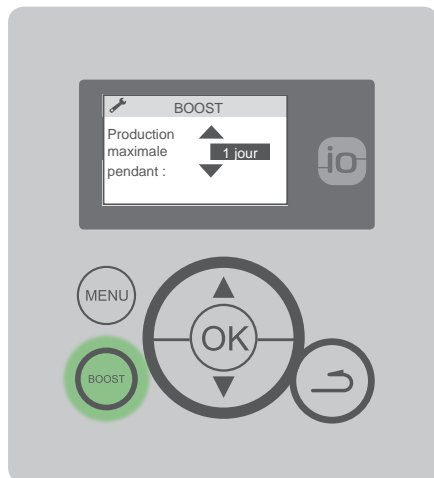 BOOST
Production
maximale
1 jour
pendant :
io
MENU
OK
BOOST